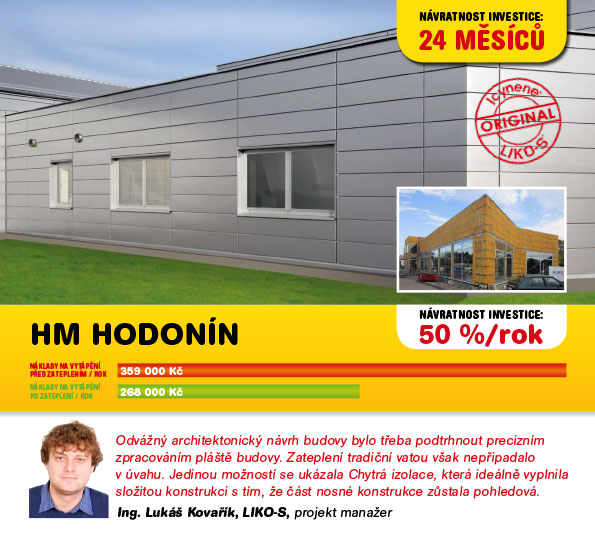 NÁVRATNOST INVESTICE:
24 MĚSÍCŮ
Icynene®
ORIGINAL
LIKO-S®
HM HODONÍN
NÁVRATNOST INVESTICE:
50 %/rok
NÁKLADY NA VYTÁPĚNÍ
PŘED ZATEPLENÍM / ROK
359 000 Kč
NÁKLADY NA VYTÁPĚNÍ
PO ZATEPLENÍ / ROK
268 000 Kč
Odvážný architektonický návrh budovy bylo třeba podtrhnout precizním
zpracováním pláště budovy. Zateplení tradiční vatou však nepřipadalo
v úvahu. Jedinou možností se ukázala Chytrá izolace, která ideálně vyplnila
složitou konstrukci s tím, že část nosné konstrukce zůstala pohledová.
Ing. Lukáš Kovařík, LIKO-S, projekt manažer